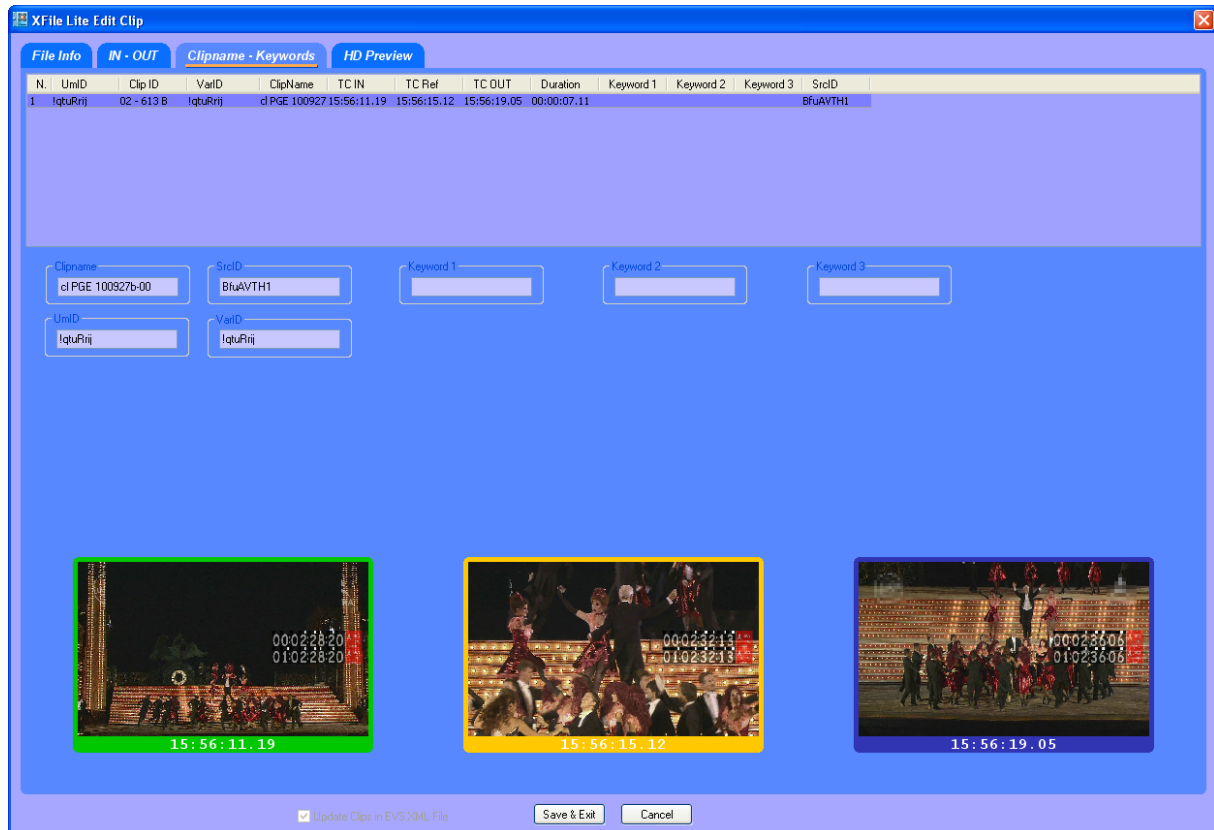 XFile Lite Edit Clip
File Info IN - OUT Clipname - Keywords HD Preview
N. UmID Clip ID VarID ClipName TC IN TC Ref TC OUT Duration Keyword 1 Keyword 2 Keyword 3 SrcID
1 !qtuRrij 02 - 613 B !qtuRrij cl PGE 100927 15:56:11.19 15:56:15.12 15:56:19.05 00:00:07.11 BfuAVTH1
Clipname SrcID Keyword 1 Keyword 2 Keyword 3
cl PGE 100927b-00 BfuAVTH1
UmID VarID
!qtuRrij !qtuRrij
00:02:28:20 00:02:32:13 00:02:36:06
01:02:28:20 01:02:32:13 01:02:36:06
15:56:11.19 15:56:15.12 15:56:19.05
Update Clips in EVS XML File Save & Exit Cancel